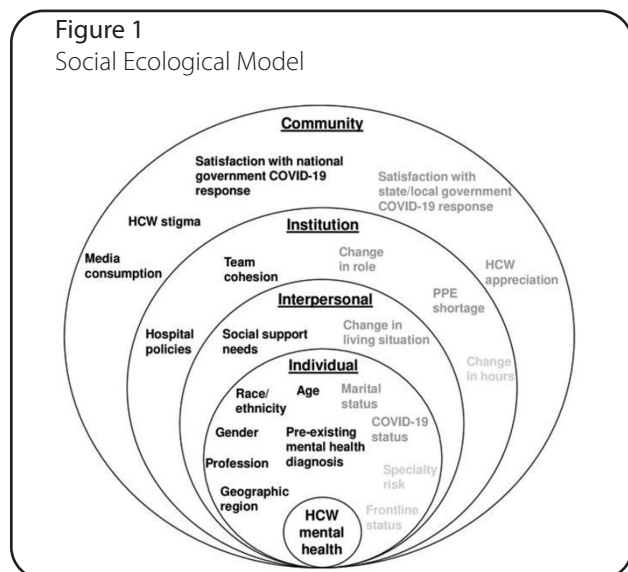 Figure 1
Social Ecological Model
Community
Satisfaction with national
government COVID-19
response
Satisfaction with
state/local government
COVID-19 response
HCW stigma
Media
consumption
HCW
appreciation
Institution
Team
cohesion
Change
in role
PPE
shortage
Hospital
policies
Change
in hours
Interpersonal
Social support
needs
Change in
living situation
Individual
Race/
ethnicity
Age
Marital
status
Gender
Pre-existing
mental health
diagnosis
COVID-19
status
Profession
Specialty
risk
Geographic
region
Frontline
status
HCW
mental
health